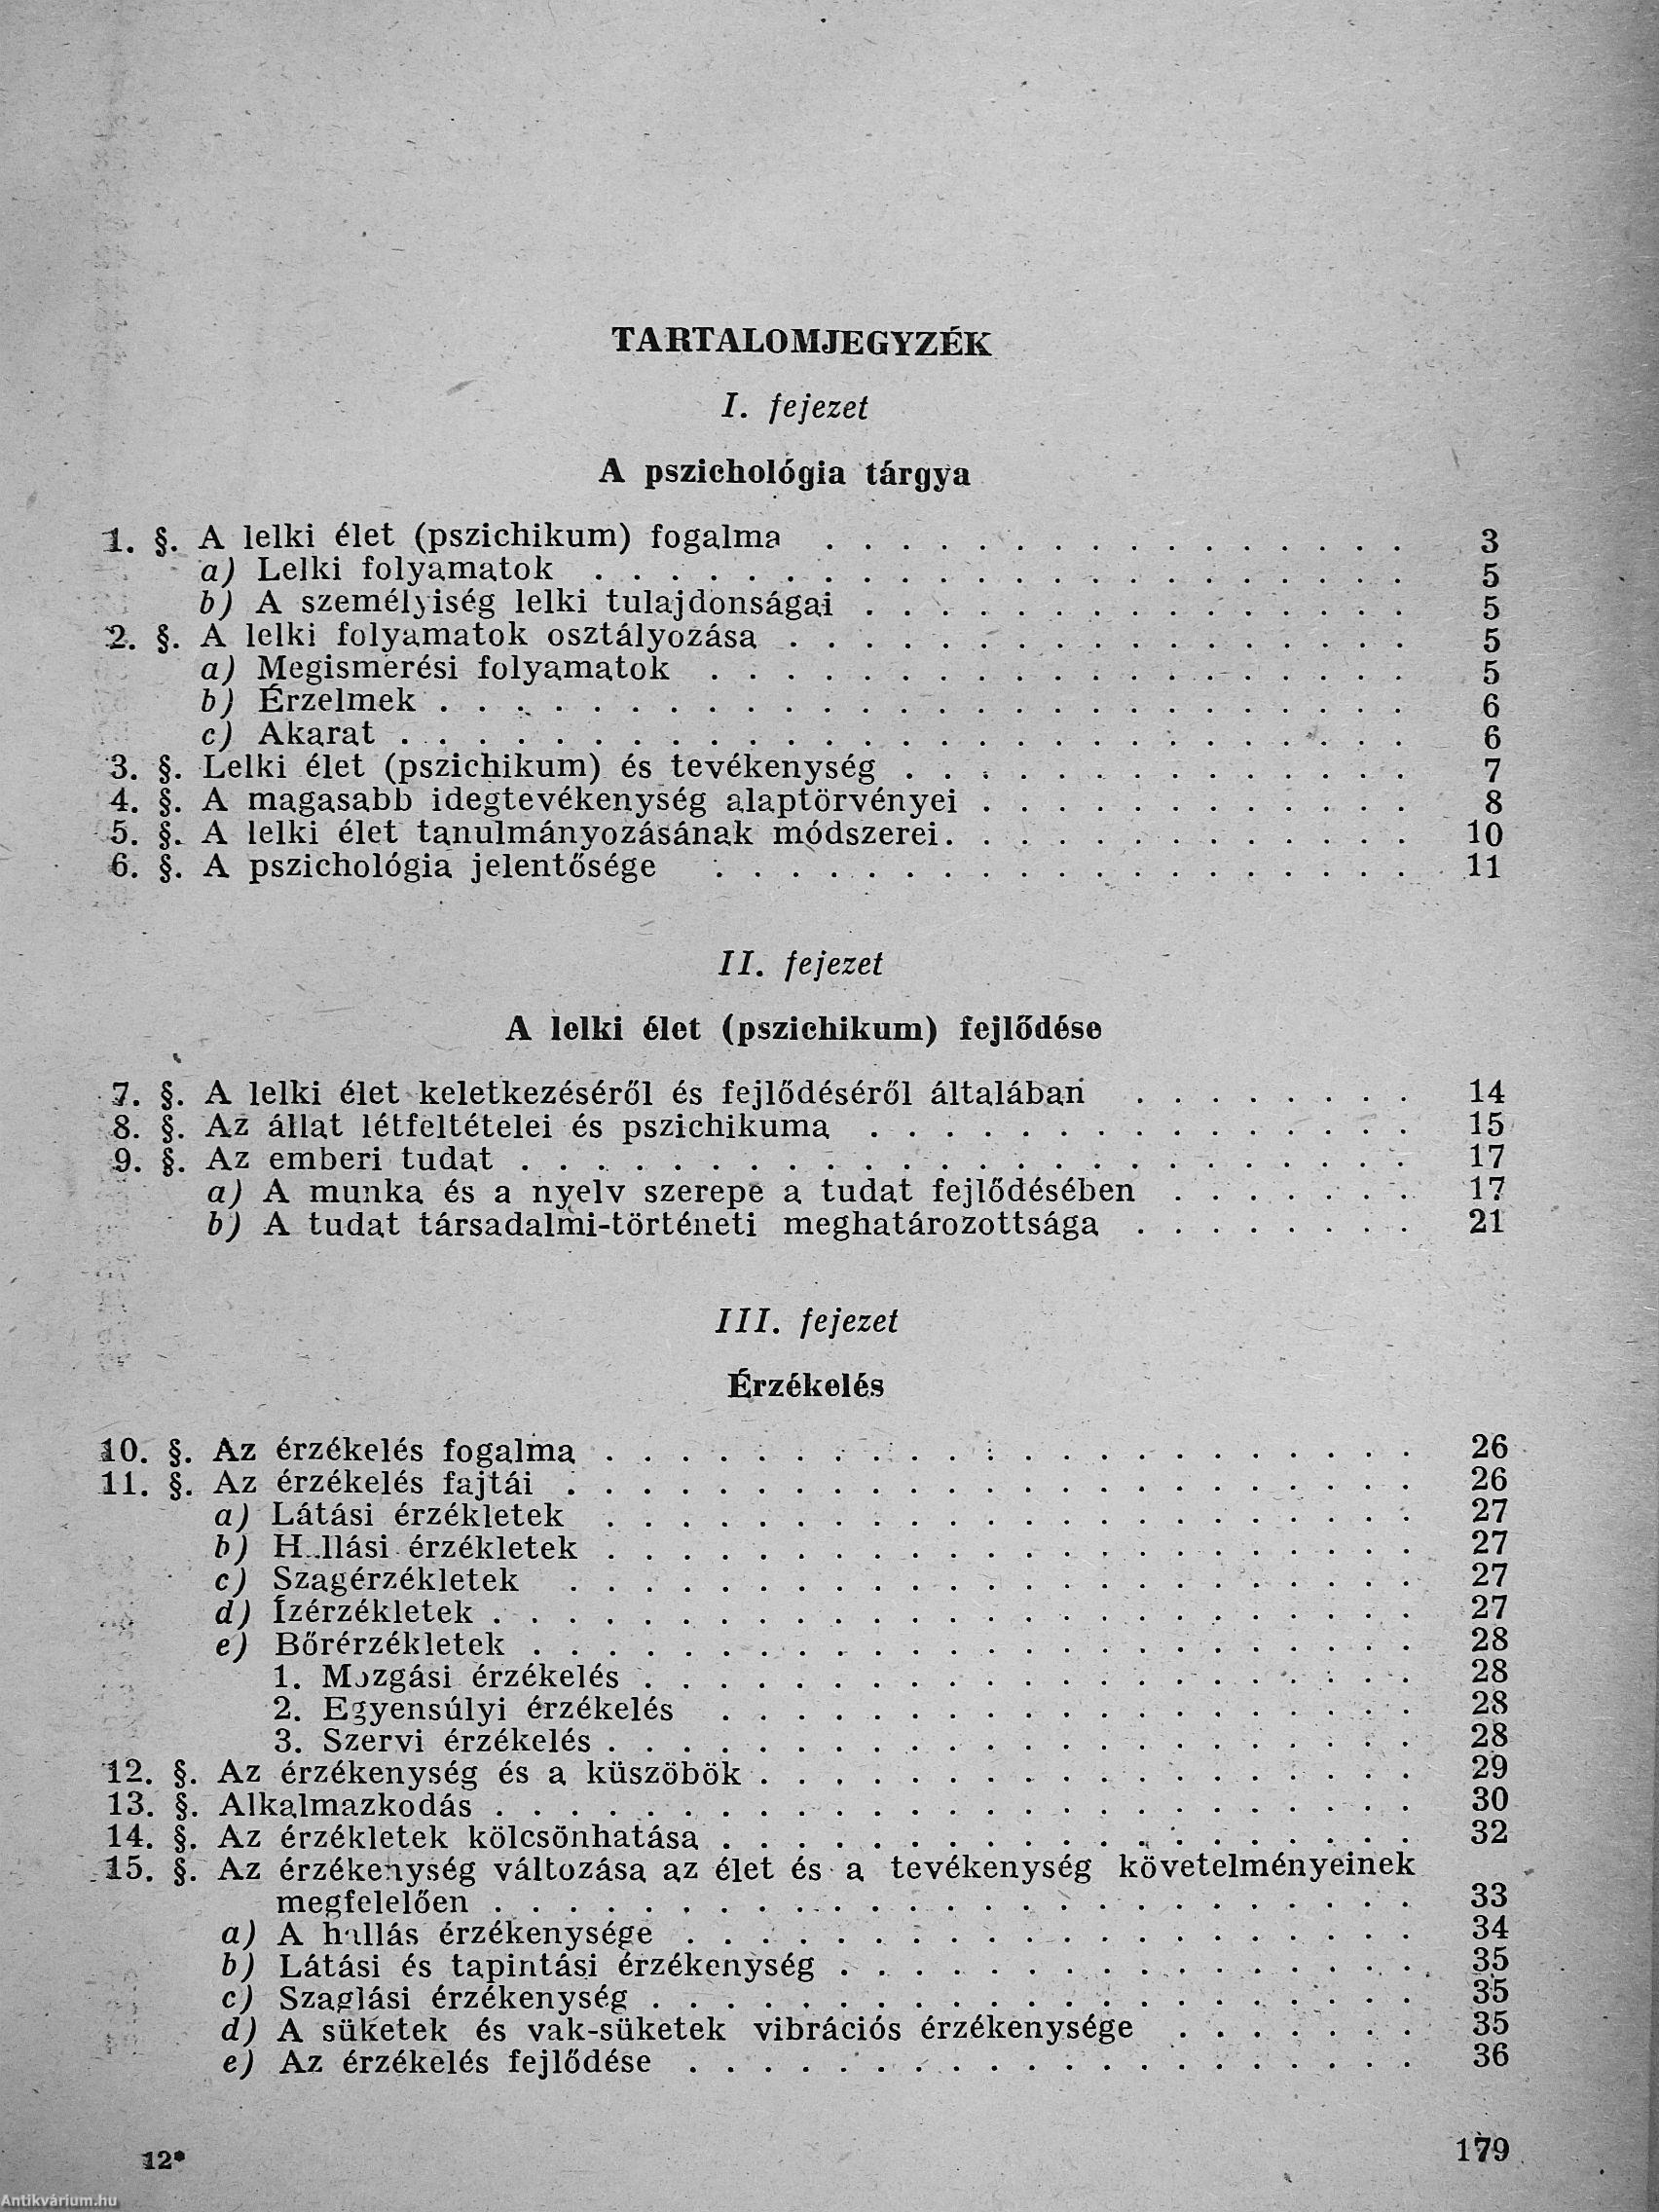 TARTALOMJEGYZÉK
I. fejezet
A pszichológia tárgya
1. §. A lelki élet (pszichikum) fogalma . . . . . . . . . . . . . . . . 3
a) Lelki folyamatok . . . . . . . . . . . . . . . . . . . . . . 5
b) A személyiség lelki tulajdonságai . . . . . . . . . . . . . . . 5
2. §. A lelki folyamatok osztályozása . . . . . . . . . . . . . . . . . 5
a) Megismerési folyamatok . . . . . . . . . . . . . . . . . . . 5
b) Érzelmek . . . . . . . . . . . . . . . . . . . . . . . . . . 6
c) Akarat . . . . . . . . . . . . . . . . . . . . . . . . . . . 6
3. §. Lelki élet (pszichikum) és tevékenység . . . . . . . . . . . . . . 7
4. §. A magasabb idegtevékenység alaptörvényei . . . . . . . . . . . . 8
5. §. A lelki élet tanulmányozásának módszerei . . . . . . . . . . . . . 10
6. §. A pszichológia jelentősége . . . . . . . . . . . . . . . . . . . 11
II. fejezet
A lelki élet (pszichikum) fejlődése
7. §. A lelki élet keletkezéséről és fejlődéséről általában . . . . . . . . 14
8. §. Az állat létfeltételei és pszichikuma . . . . . . . . . . . . . . . 15
9. §. Az emberi tudat . . . . . . . . . . . . . . . . . . . . . . . . 17
a) A munka és a nyelv szerepe a tudat fejlődésében . . . . . . . 17
b) A tudat társadalmi-történeti meghatározottsága . . . . . . . . 21
III. fejezet
Érzékelés
10. §. Az érzékelés fogalma . . . . . . . . . . . . . . . . . . . . . . 26
11. §. Az érzékelés fajtái . . . . . . . . . . . . . . . . . . . . . . . 26
a) Látási érzékletek . . . . . . . . . . . . . . . . . . . . . . 27
b) H..llási érzékletek . . . . . . . . . . . . . . . . . . . . . . 27
c) Szagérzékletek . . . . . . . . . . . . . . . . . . . . . . . 27
d) Ízérzékletek . . . . . . . . . . . . . . . . . . . . . . . . . 27
e) Bőrérzékletek . . . . . . . . . . . . . . . . . . . . . . . . 28
1. Mozgási érzékelés . . . . . . . . . . . . . . . . . . . . . 28
2. Egyensúlyi érzékelés . . . . . . . . . . . . . . . . . . . 28
3. Szervi érzékelés . . . . . . . . . . . . . . . . . . . . . . 28
12. §. Az érzékenység és a küszöbök . . . . . . . . . . . . . . . . . . 29
13. §. Alkalmazkodás . . . . . . . . . . . . . . . . . . . . . . . . . 30
14. §. Az érzékletek kölcsönhatása . . . . . . . . . . . . . . . . . . . 32
15. §. Az érzékenység változása az élet és a tevékenység követelményeinek
megfelelően . . . . . . . . . . . . . . . . . . . . . . . . . 33
a) A hallás érzékenysége . . . . . . . . . . . . . . . . . . . . 34
b) Látási és tapintási érzékenység . . . . . . . . . . . . . . . . 35
c) Szaglási érzékenység . . . . . . . . . . . . . . . . . . . . . 35
d) A süketek és vak-süketek vibrációs érzékenysége . . . . . . . 35
e) Az érzékelés fejlődése . . . . . . . . . . . . . . . . . . . . 36
12*
179
Antikvárium.hu